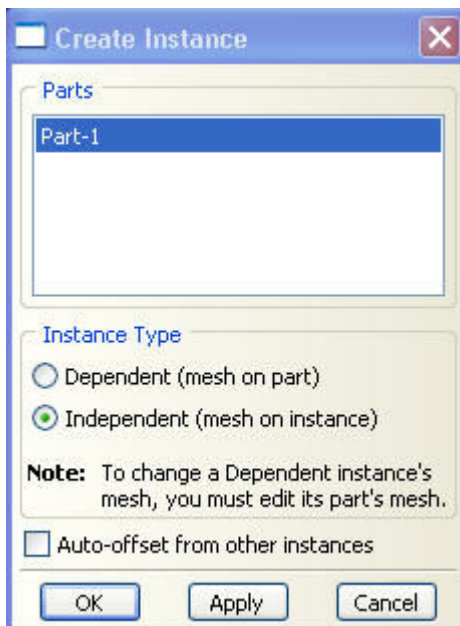 Create Instance
Parts
Part-1
Instance Type
Dependent (mesh on part)
Independent (mesh on instance)
Note: To change a Dependent instance's
mesh, you must edit its part's mesh.
Auto-offset from other instances
OK Apply Cancel